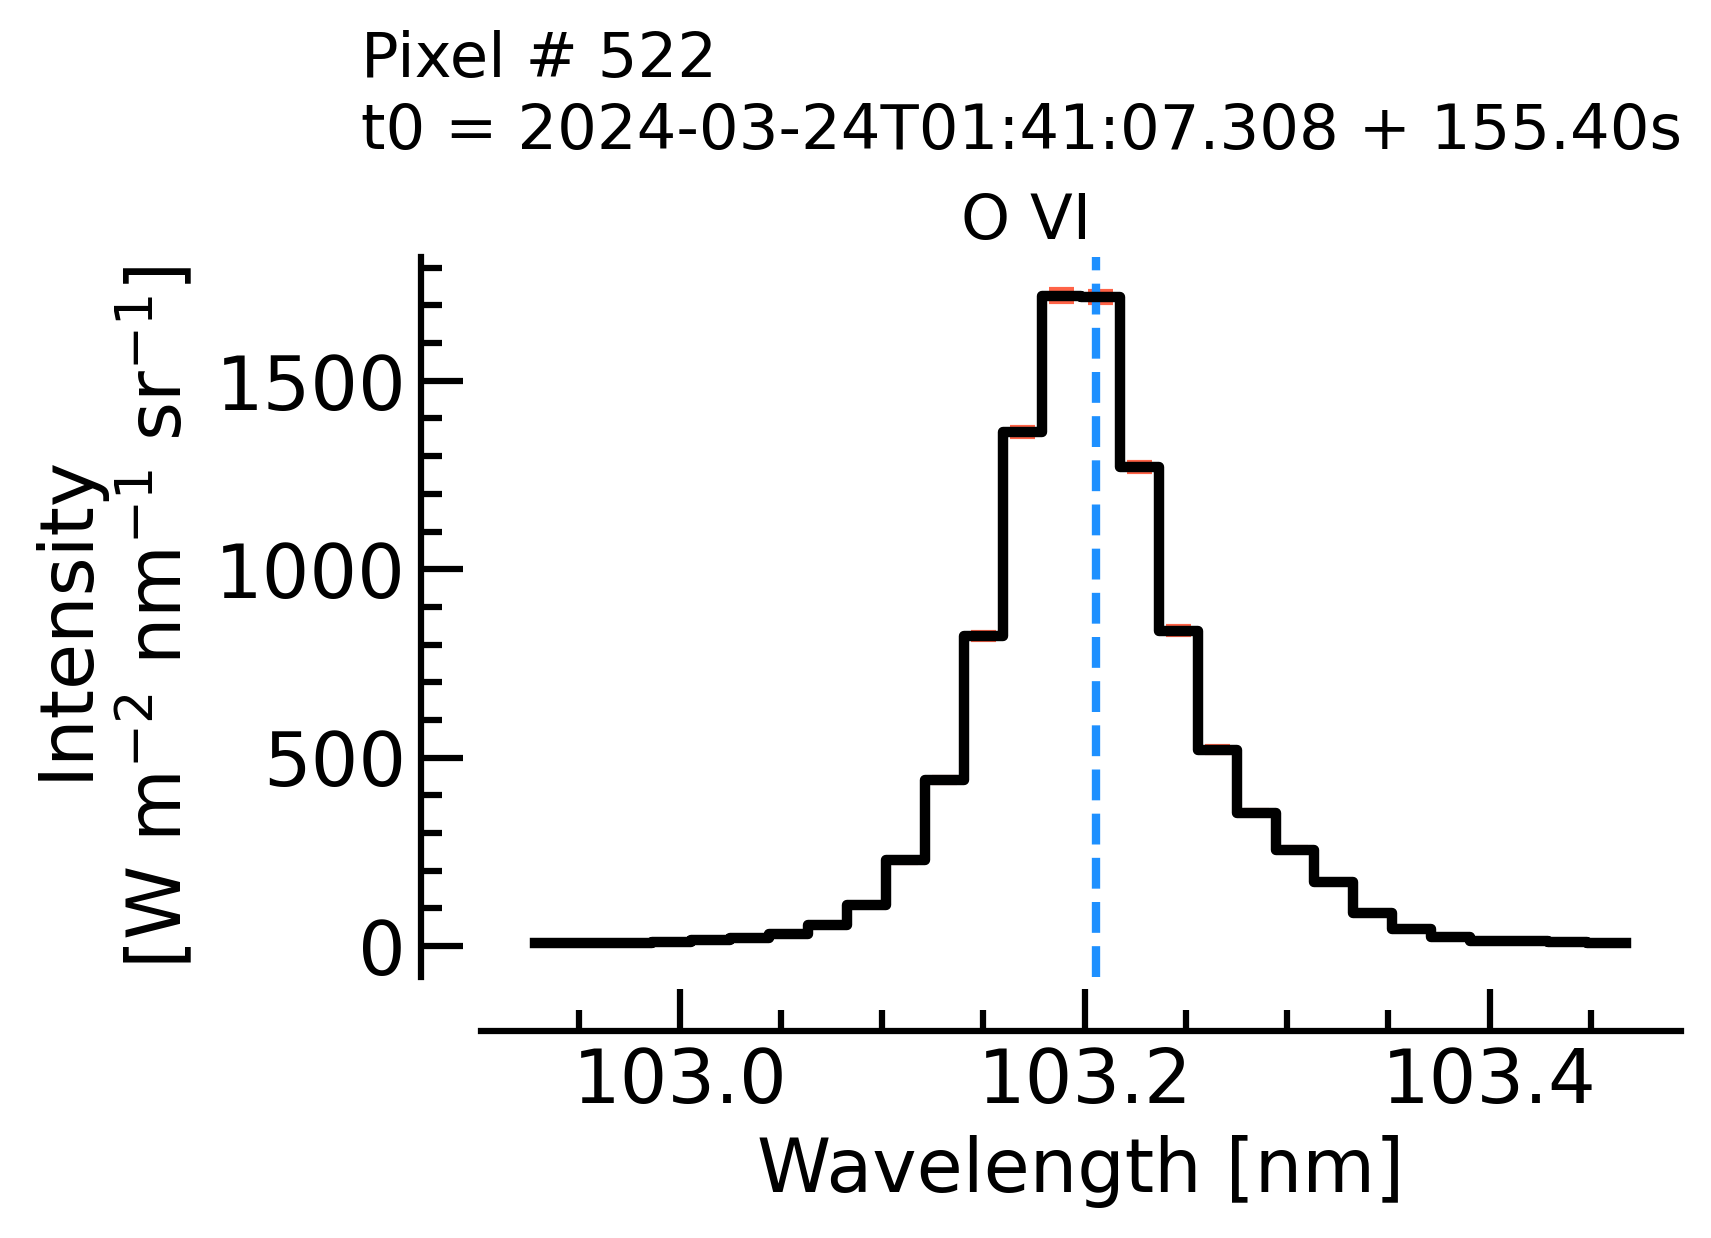 Pixel # 522
t0 = 2024-03-24T01:41:07.308 + 155.40s
O VI
Intensity
[W m⁻² nm⁻¹ sr⁻¹]
1500
1000
500
0
103.0 103.2 103.4
Wavelength [nm]